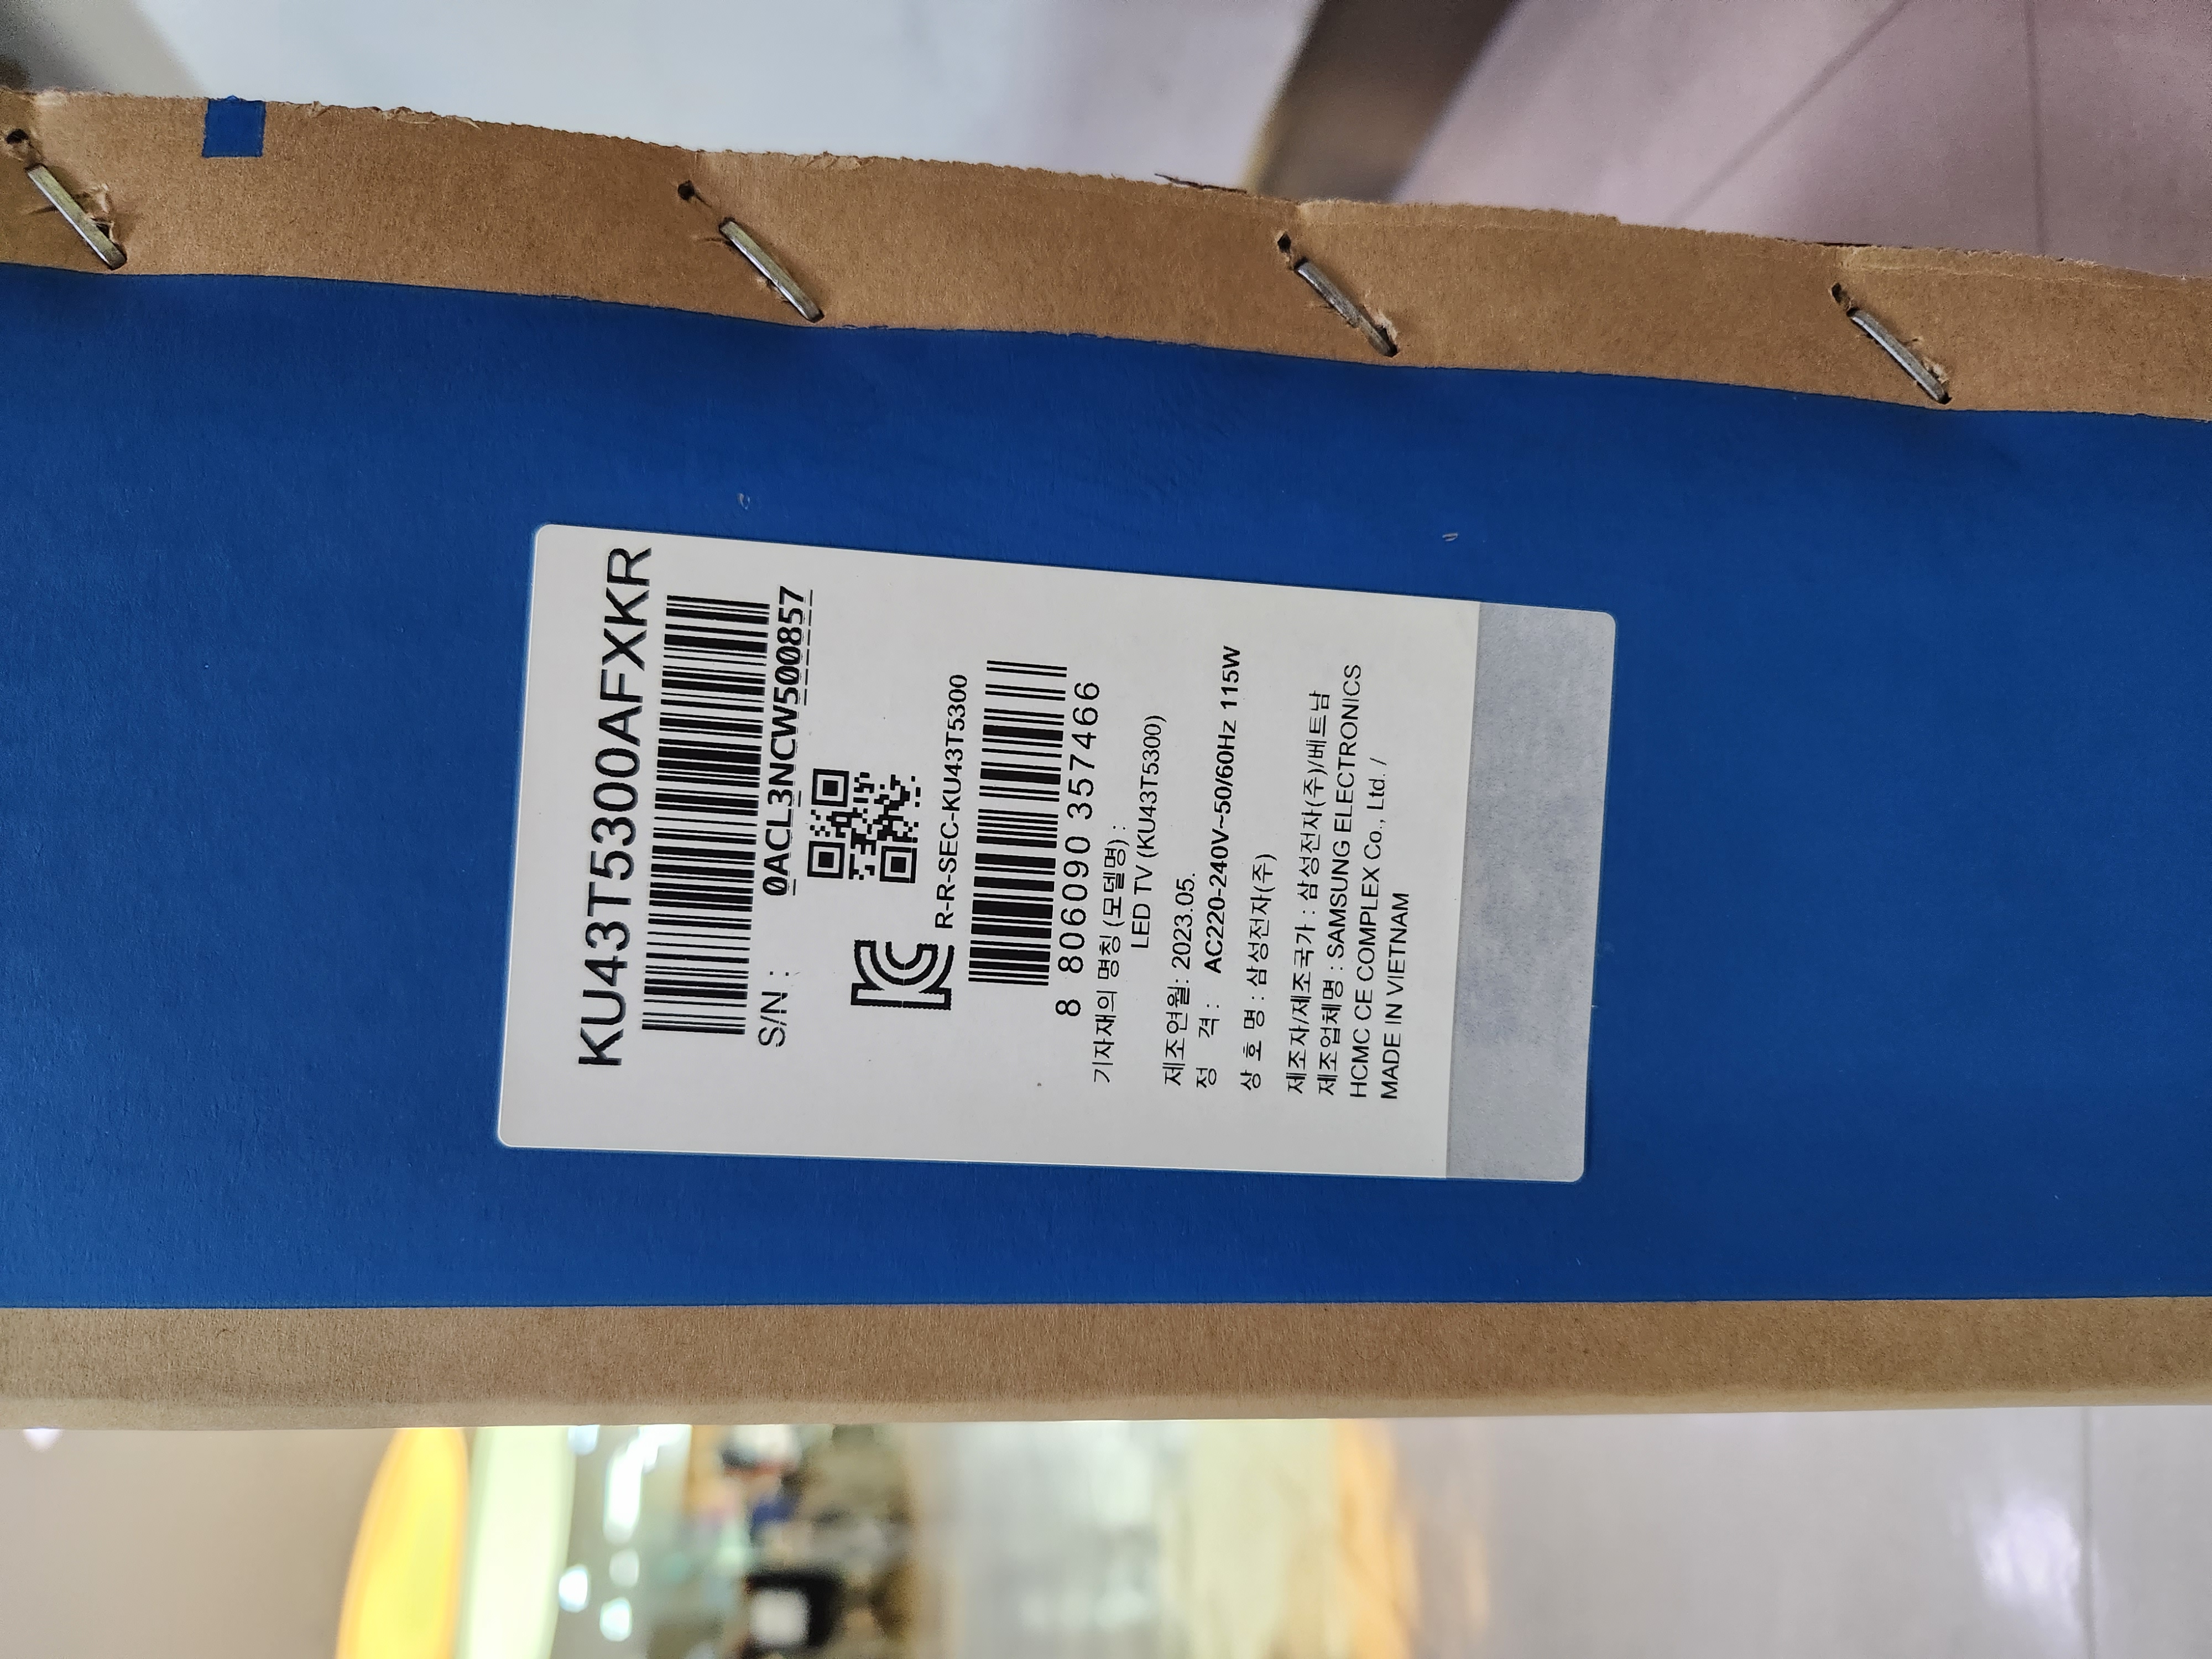 KU43T5300AFXKR
S/N : 0ACL3NCW500857
R-R-SEC-KU43T5300
8 806090 357466
기자재의 명칭 (모델명) :
LED TV (KU43T5300)
제조연월: 2023.05.
정 격 : AC220-240V~50/60Hz 115W
상 호 명 : 삼성전자(주)
제조자/제조국가 : 삼성전자(주)/베트남
제조업체명 : SAMSUNG ELECTRONICS
HCMC CE COMPLEX Co., Ltd. /
MADE IN VIETNAM